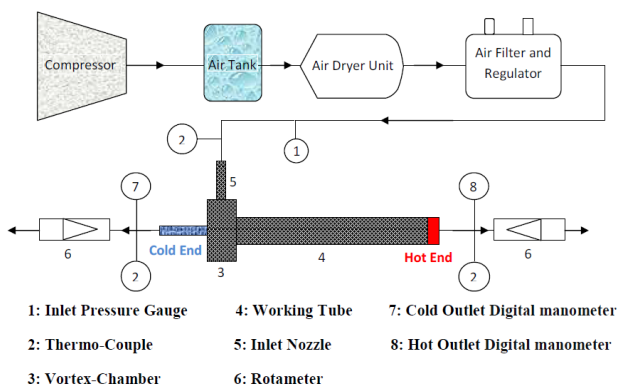 Compressor
Air Tank
Air Dryer Unit
Air Filter and
Regulator
2
1
5
7
8
6
Cold End
3
4
Hot End
6
2
2
1: Inlet Pressure Gauge
4: Working Tube
7: Cold Outlet Digital manometer
2: Thermo-Couple
5: Inlet Nozzle
8: Hot Outlet Digital manometer
3: Vortex-Chamber
6: Rotameter